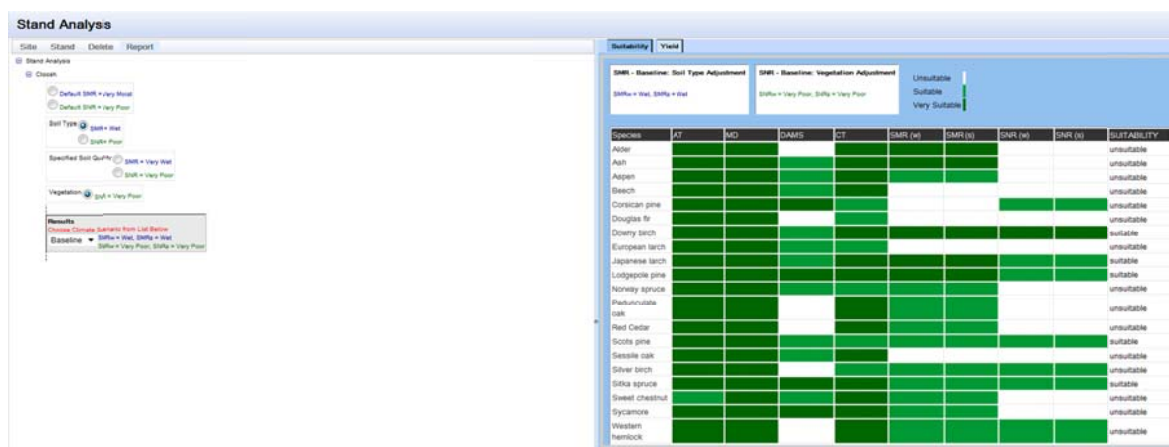 Stand Analysis
Site Stand Delete Report
Stand Analysis
Clocaen
Default SMR = Very Moist
Default SNR = Very Poor
Soil Type SMR = Wet
SNR = Poor
Specified Soil Quality SMR = Very Wet
SNR = Very Poor
Vegetation SNR = Very Poor
Results
Choose Climate Scenario from List Below
Baseline SMRw = Wet, SMRs = Wet
SNRw = Very Poor, SNRs = Very Poor
Suitability Yield
SMR - Baseline: Soil Type Adjustment
SMRw = Wet, SMRs = Wet
SNR - Baseline: Vegetation Adjustment
SNRw = Very Poor, SNRs = Very Poor
Unsuitable
Suitable
Very Suitable
Species AT MD DAMS CT SMR (w) SMR (s) SNR (w) SNR (s) SUITABILITY
Alder unsuitable
Ash unsuitable
Aspen unsuitable
Beech unsuitable
Corsican pine unsuitable
Douglas fir unsuitable
Downy birch suitable
European larch unsuitable
Japanese larch suitable
Lodgepole pine suitable
Norway spruce unsuitable
Pedunculate
oak unsuitable
Red Cedar unsuitable
Scots pine suitable
Sessile oak unsuitable
Silver birch unsuitable
Sitka spruce suitable
Sweet chestnut unsuitable
Sycamore unsuitable
Western
hemlock unsuitable